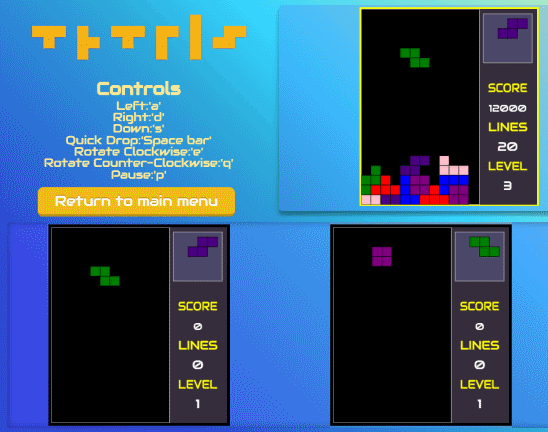 Controls
Left:'a'
Right:'d'
Down:'s'
Quick Drop:'Space bar'
Rotate Clockwise:'e'
Rotate Counter-Clockwise:'q'
Pause:'p'
Return to main menu
SCORE
12000
LINES
20
LEVEL
3
SCORE
0
LINES
0
LEVEL
1
SCORE
0
LINES
0
LEVEL
1